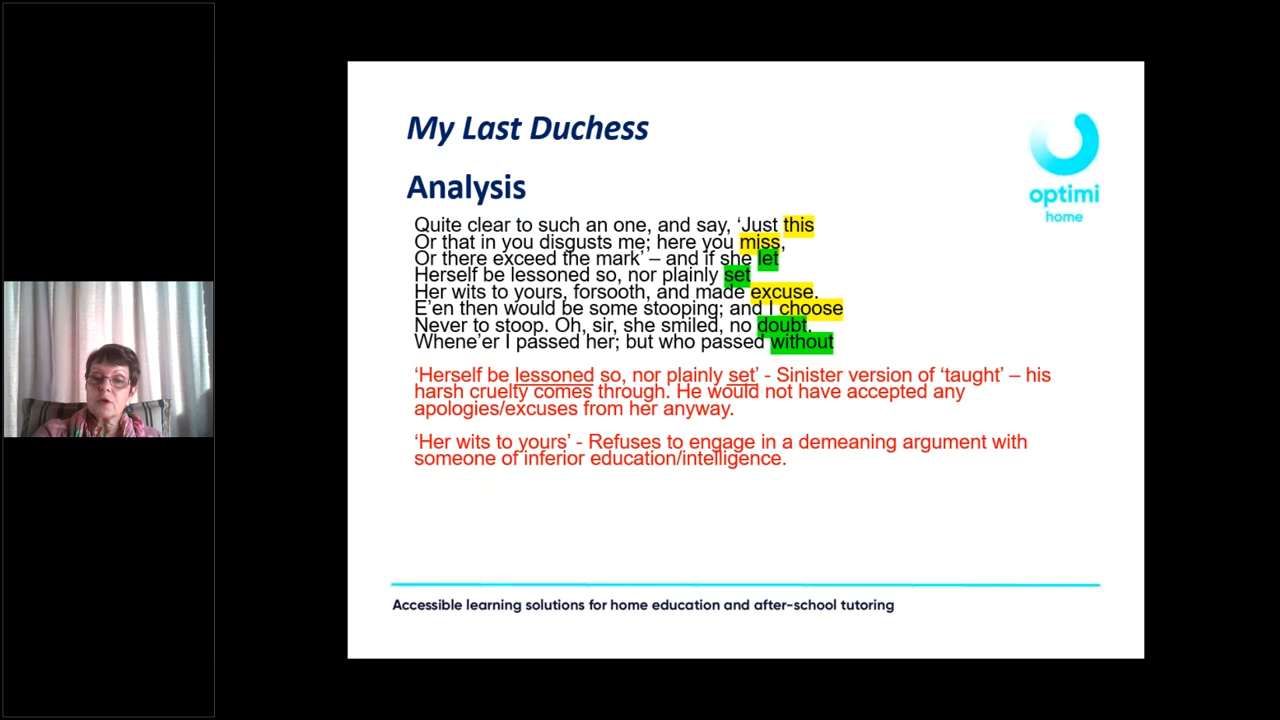 My Last Duchess
optimi
home
Analysis
Quite clear to such an one, and say, ‘Just this
Or that in you disgusts me; here you miss,
Or there exceed the mark’ – and if she let
Herself be lessoned so, nor plainly set
Her wits to yours, forsooth, and made excuse.
E’en then would be some stooping; and I choose
Never to stoop. Oh, sir, she smiled, no doubt.
Whene’er I passed her; but who passed without
‘Herself be lessoned so, nor plainly set’ - Sinister version of ‘taught’ – his
harsh cruelty comes through. He would not have accepted any
apologies/excuses from her anyway.
‘Her wits to yours’ - Refuses to engage in a demeaning argument with
someone of inferior education/intelligence.
Accessible learning solutions for home education and after-school tutoring